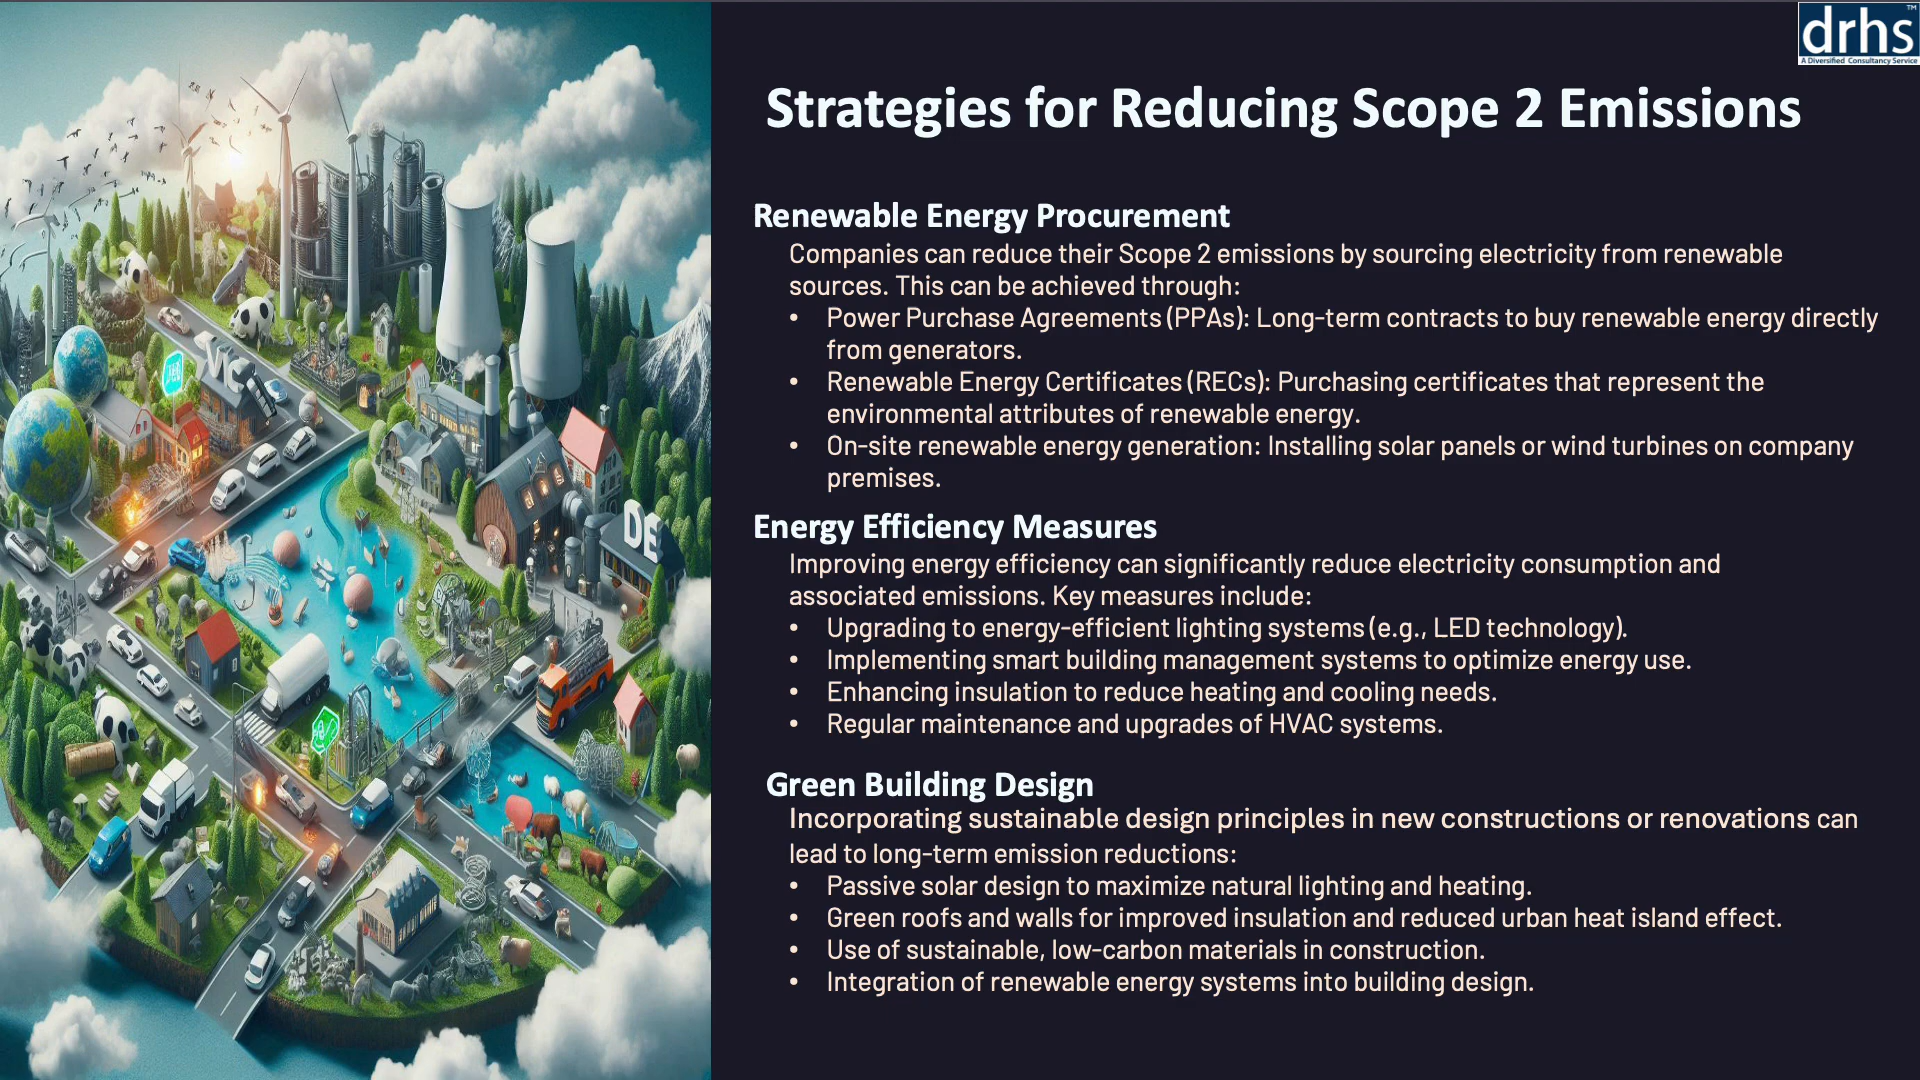 drhs™
A Diversified Consultancy Service
Strategies for Reducing Scope 2 Emissions
Renewable Energy Procurement
Companies can reduce their Scope 2 emissions by sourcing electricity from renewable
sources. This can be achieved through:
• Power Purchase Agreements (PPAs): Long-term contracts to buy renewable energy directly
from generators.
• Renewable Energy Certificates (RECs): Purchasing certificates that represent the
environmental attributes of renewable energy.
• On-site renewable energy generation: Installing solar panels or wind turbines on company
premises.
Energy Efficiency Measures
Improving energy efficiency can significantly reduce electricity consumption and
associated emissions. Key measures include:
• Upgrading to energy-efficient lighting systems (e.g., LED technology).
• Implementing smart building management systems to optimize energy use.
• Enhancing insulation to reduce heating and cooling needs.
• Regular maintenance and upgrades of HVAC systems.
Green Building Design
Incorporating sustainable design principles in new constructions or renovations can
lead to long-term emission reductions:
• Passive solar design to maximize natural lighting and heating.
• Green roofs and walls for improved insulation and reduced urban heat island effect.
• Use of sustainable, low-carbon materials in construction.
• Integration of renewable energy systems into building design.
DE